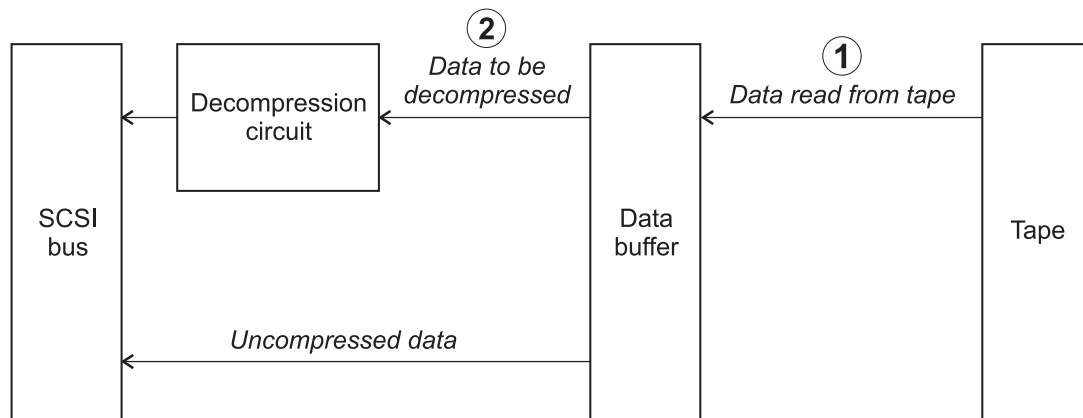 2
Data to be
decompressed
1
Data read from tape
Decompression
circuit
SCSI
bus
Data
buffer
Tape
Uncompressed data